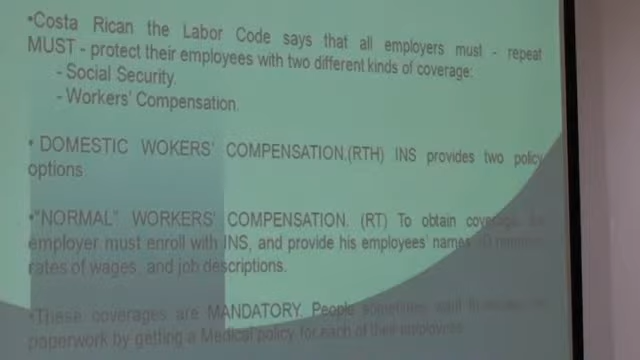 •Costa Rican the Labor Code says that all employers must - repeat
MUST - protect their employees with two different kinds of coverage:
- Social Security.
- Workers' Compensation.
• DOMESTIC WOKERS' COMPENSATION.(RTH) INS provides two policy
options
•"NORMAL" WORKERS' COMPENSATION. (RT) To obtain coverage,
employer must enroll with INS, and provide his employees' names,
rates of wages, and job descriptions.
•These coverages are MANDATORY. People sometimes
paperwork by getting a Medical policy for each of their employees